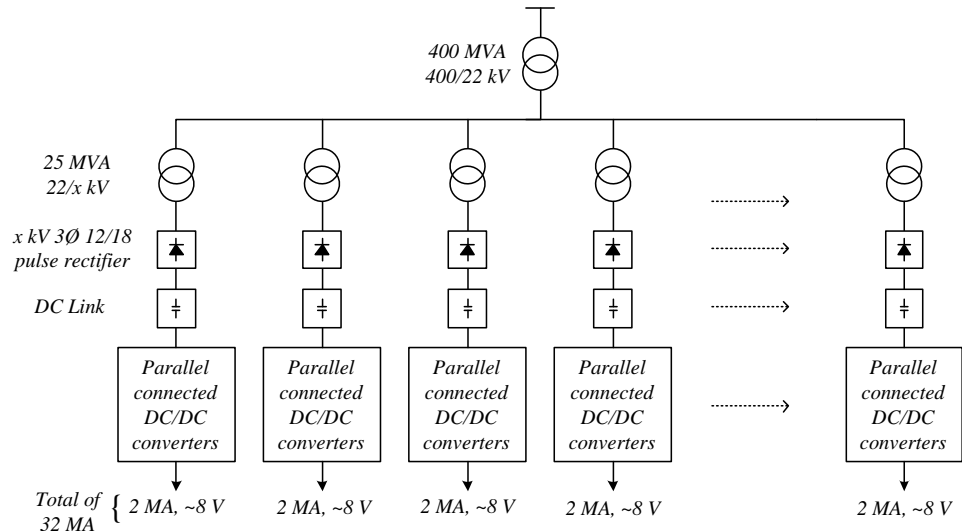 400 MVA
400/22 kV
25 MVA
22/x kV
x kV 3Ø 12/18
pulse rectifier
DC Link
Parallel
connected
DC/DC
converters
Parallel
connected
DC/DC
converters
Parallel
connected
DC/DC
converters
Parallel
connected
DC/DC
converters
Parallel
connected
DC/DC
converters
Total of
32 MA
{ 2 MA, ~8 V
2 MA, ~8 V
2 MA, ~8 V
2 MA, ~8 V
2 MA, ~8 V